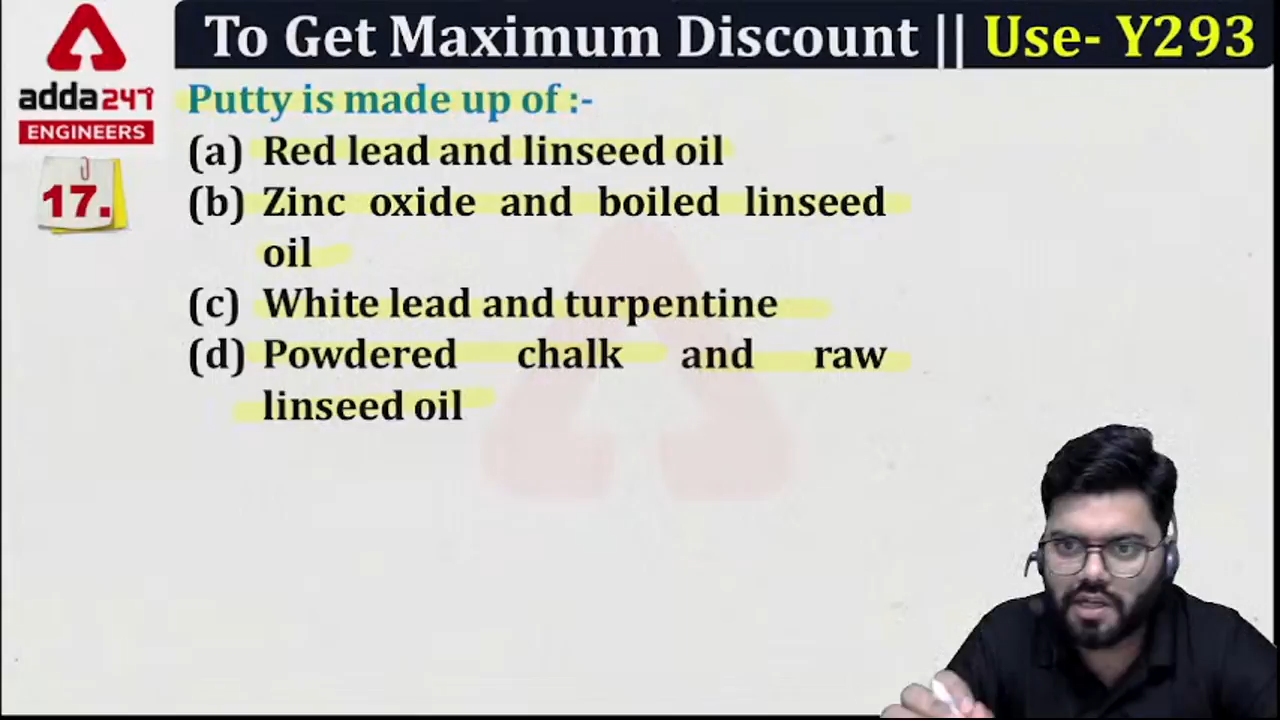 To Get Maximum Discount || Use- Y293
adda247
ENGINEERS
17.
Putty is made up of :-
(a) Red lead and linseed oil
(b) Zinc oxide and boiled linseed
oil
(c) White lead and turpentine
(d) Powdered chalk and raw
linseed oil